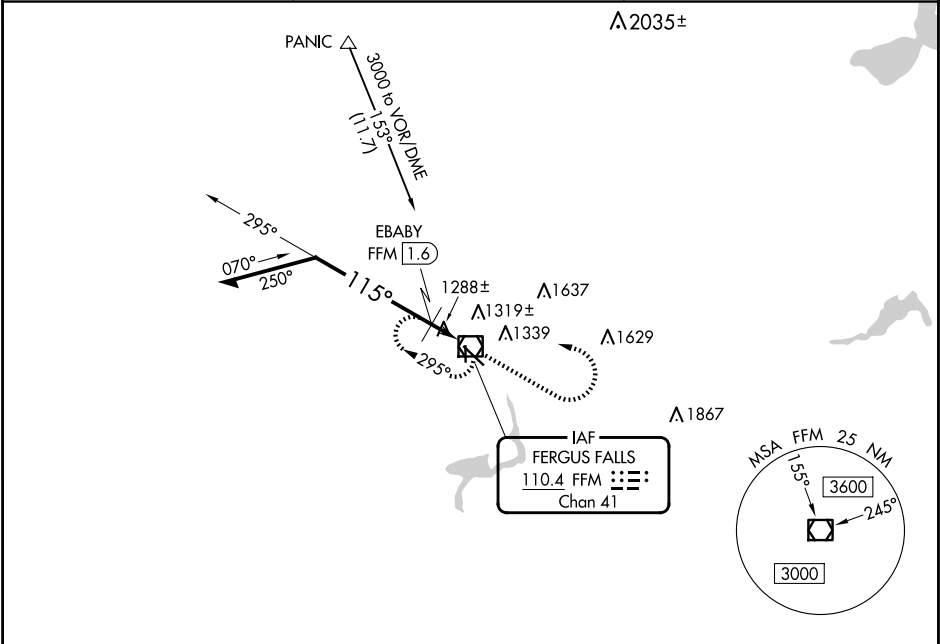 2035±
PANIC
3000 to VOR/DME
153°
(11.7)
295°
EBABY
FFM 1.6
070°
250°
115°
1288±
1637
1319±
1339
1629
295°
1867
IAF
FERGUS FALLS
110.4 FFM
Chan 41
MSA FFM 25 NM
155°
3600
245°
3000